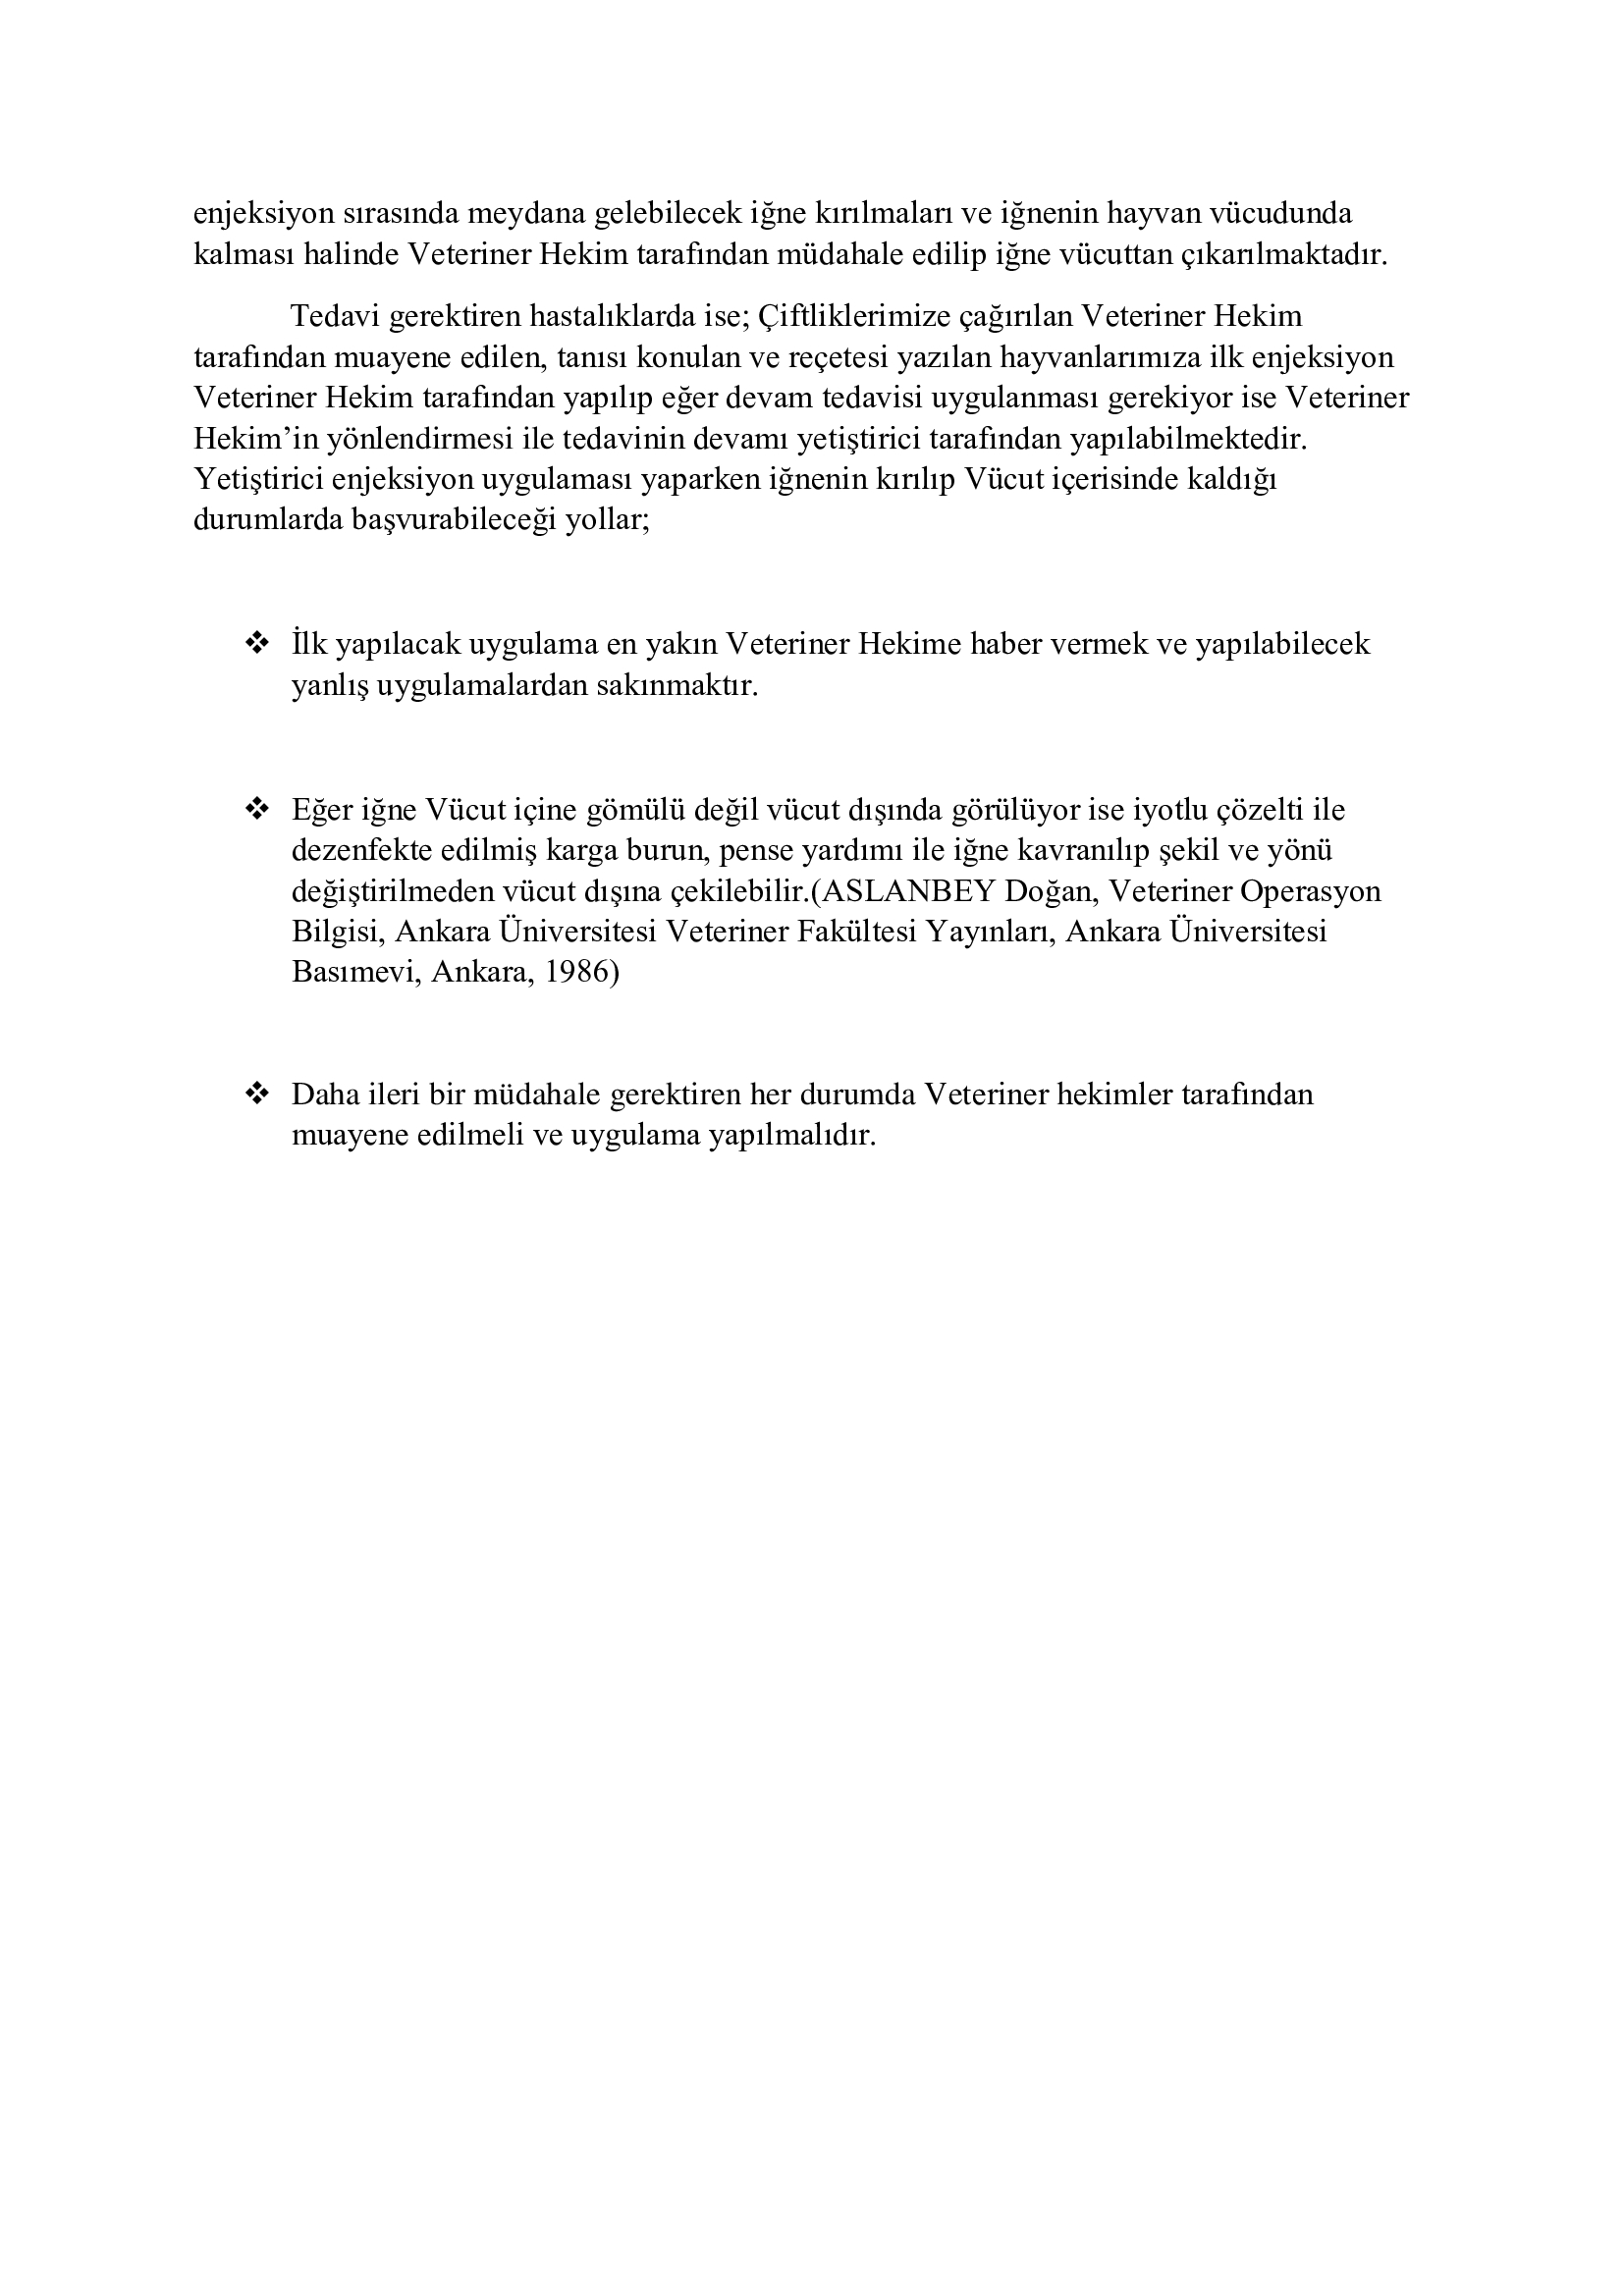 enjeksiyon sırasında meydana gelebilecek iğne kırılmaları ve iğnenin hayvan vücudunda
kalması halinde Veteriner Hekim tarafından müdahale edilip iğne vücuttan çıkarılmaktadır.
Tedavi gerektiren hastalıklarda ise; Çiftliklerimize çağırılan Veteriner Hekim
tarafından muayene edilen, tanısı konulan ve reçetesi yazılan hayvanlarımıza ilk enjeksiyon
Veteriner Hekim tarafından yapılıp eğer devam tedavisi uygulanması gerekiyor ise Veteriner
Hekim’in yönlendirmesi ile tedavinin devamı yetiştirici tarafından yapılabilmektedir.
Yetiştirici enjeksiyon uygulaması yaparken iğnenin kırılıp Vücut içerisinde kaldığı
durumlarda başvurabileceği yollar;
❖ İlk yapılacak uygulama en yakın Veteriner Hekime haber vermek ve yapılabilecek
yanlış uygulamalardan sakınmaktır.
❖ Eğer iğne Vücut içine gömülü değil vücut dışında görülüyor ise iyotlu çözelti ile
dezenfekte edilmiş karga burun, pense yardımı ile iğne kavranılıp şekil ve yönü
değiştirilmeden vücut dışına çekilebilir.(ASLANBEY Doğan, Veteriner Operasyon
Bilgisi, Ankara Üniversitesi Veteriner Fakültesi Yayınları, Ankara Üniversitesi
Basımevi, Ankara, 1986)
❖ Daha ileri bir müdahale gerektiren her durumda Veteriner hekimler tarafından
muayene edilmeli ve uygulama yapılmalıdır.